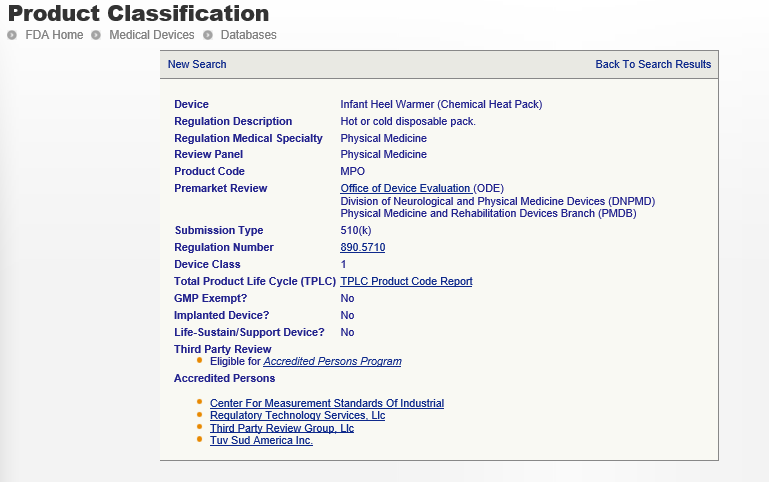 Product Classification
FDA Home Medical Devices Databases
New Search Back To Search Results
Device Infant Heel Warmer (Chemical Heat Pack)
Regulation Description Hot or cold disposable pack.
Regulation Medical Specialty Physical Medicine
Review Panel Physical Medicine
Product Code MPO
Premarket Review Office of Device Evaluation (ODE)
Division of Neurological and Physical Medicine Devices (DNPMD)
Physical Medicine and Rehabilitation Devices Branch (PMDB)
Submission Type 510(k)
Regulation Number 890.5710
Device Class 1
Total Product Life Cycle (TPLC) TPLC Product Code Report
GMP Exempt? No
Implanted Device? No
Life-Sustain/Support Device? No
Third Party Review
Eligible for Accredited Persons Program
Accredited Persons
Center For Measurement Standards Of Industrial
Regulatory Technology Services, Llc
Third Party Review Group, Llc
Tuv Sud America Inc.